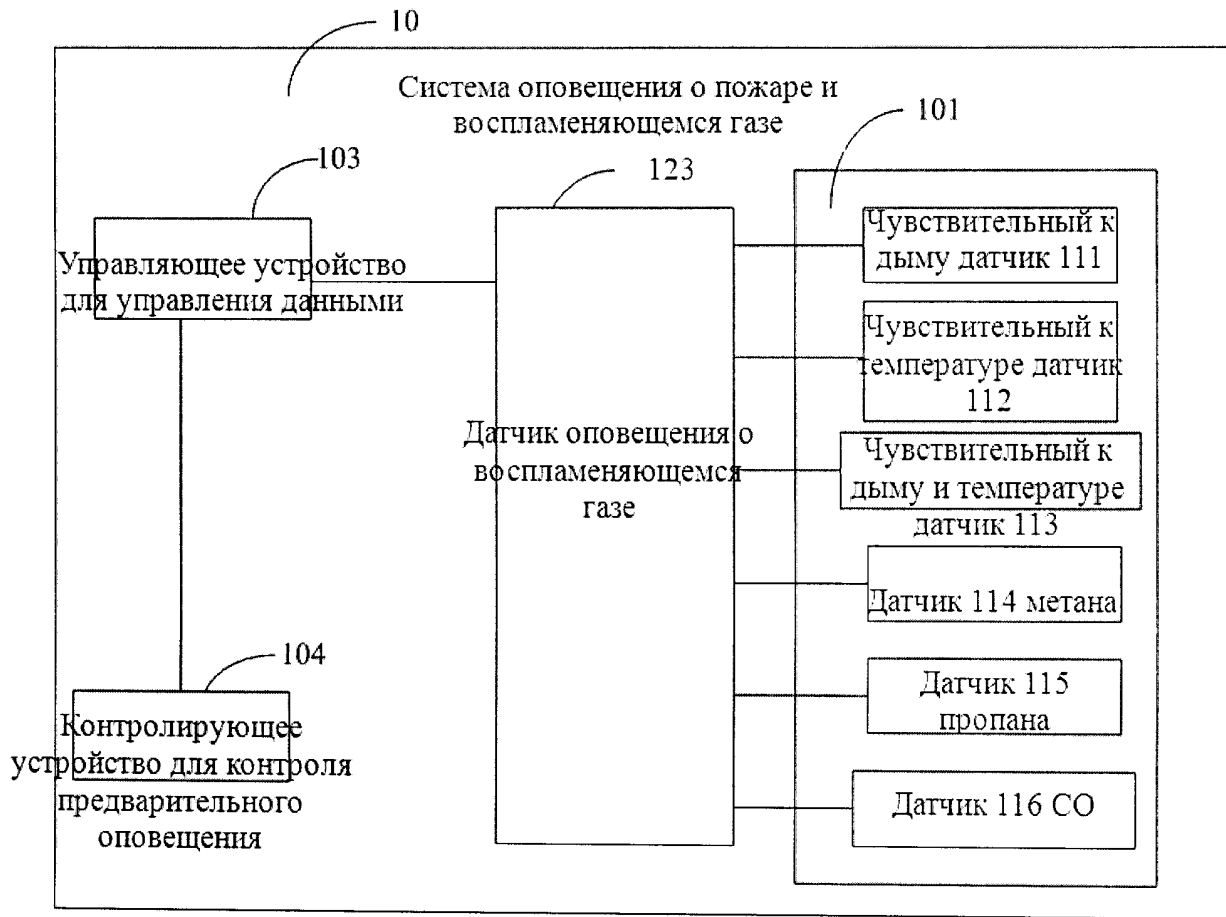 10
Система оповещения о пожаре и
воспламеняющемся газе
101
103
123
Управляющее устройство
для управления данными
Датчик оповещения о
воспламеняющемся
газе
Чувствительный к
дыму датчик 111
Чувствительный к
температуре датчик
112
Чувствительный к
дыму и температуре
датчик 113
Датчик 114 метана
Датчик 115
пропана
Датчик 116 CO
104
Контролирующее
устройство для контроля
предварительного
оповещения